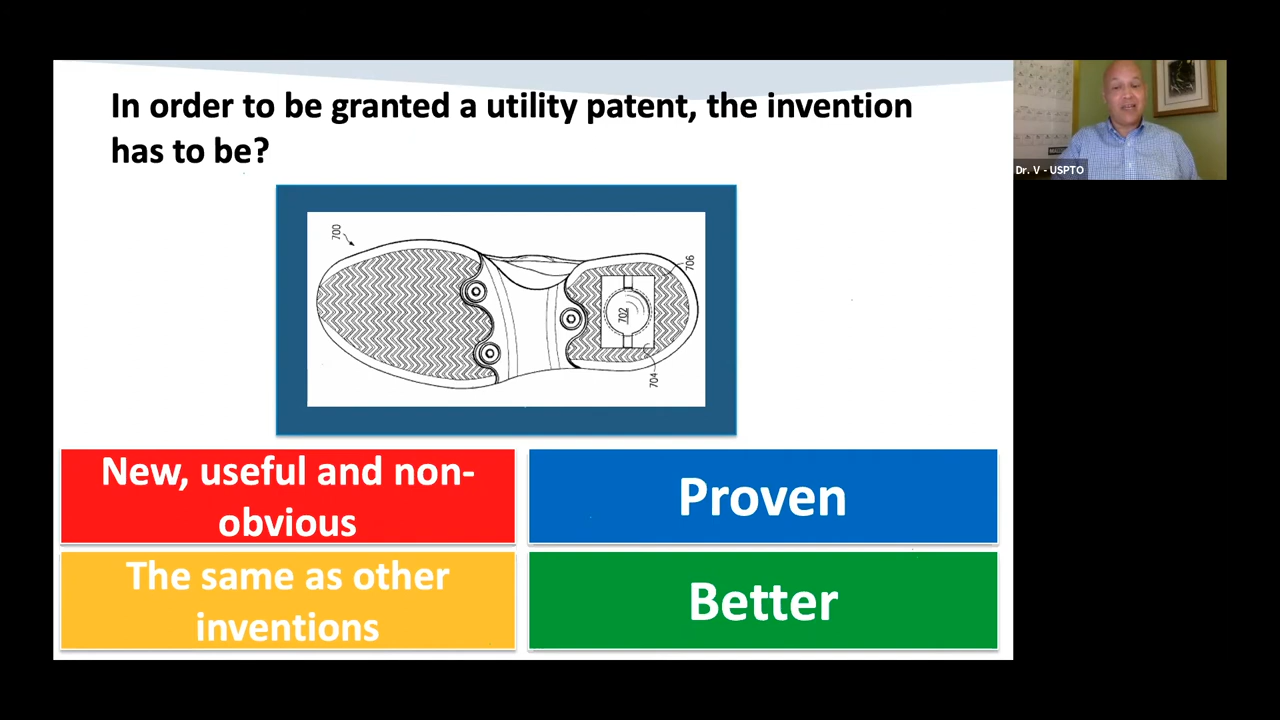 In order to be granted a utility patent, the invention
has to be?
700
706
702
704
New, useful and non-
obvious
Proven
The same as other
inventions
Better
Dr. V - USPTO